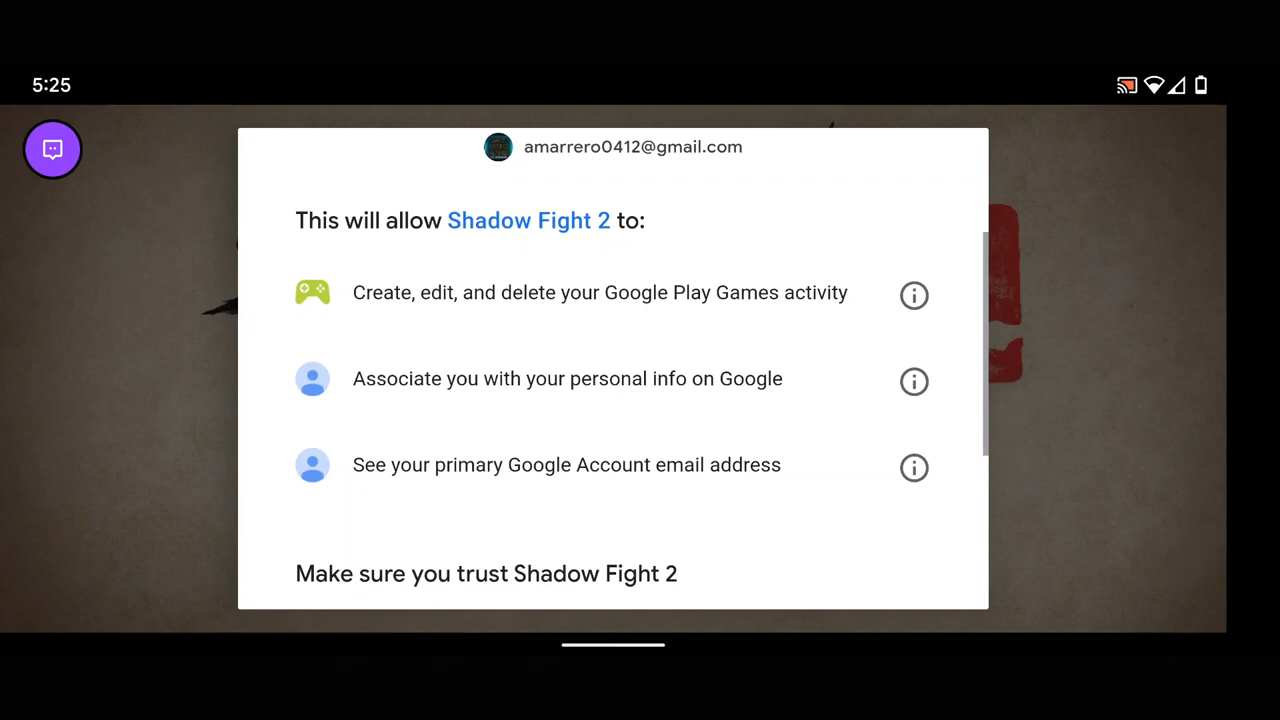 5:25
amarrero0412@gmail.com
This will allow Shadow Fight 2 to:
Create, edit, and delete your Google Play Games activity
Associate you with your personal info on Google
See your primary Google Account email address
Make sure you trust Shadow Fight 2